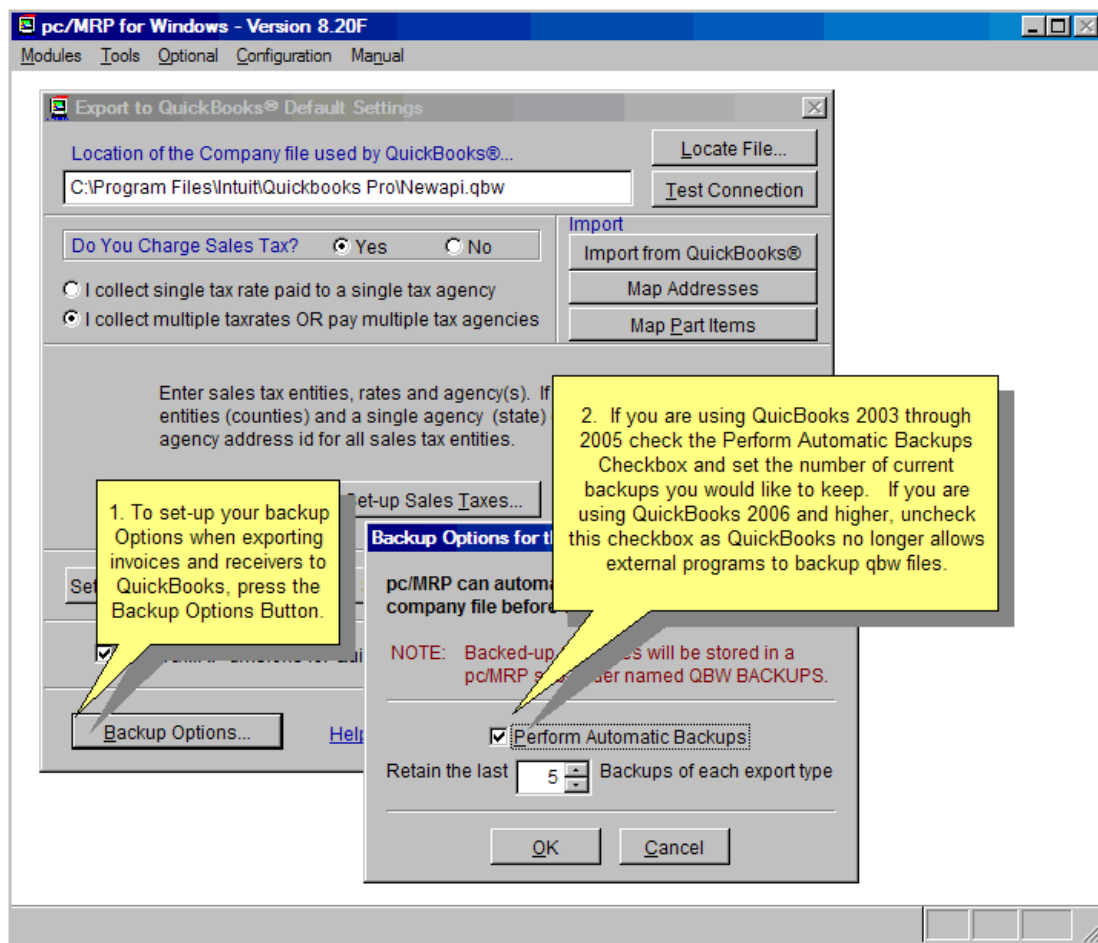 pc/MRP for Windows - Version 8.20F
Modules Tools Optional Configuration Manual
Export to QuickBooks® Default Settings
Location of the Company file used by QuickBooks®...
Locate File...
C:\Program Files\Intuit\Quickbooks Pro\Newapi.qbw
Test Connection
Do You Charge Sales Tax? Yes No
I collect single tax rate paid to a single tax agency
I collect multiple taxrates OR pay multiple tax agencies
Import
Import from QuickBooks®
Map Addresses
Map Part Items
Enter sales tax entities, rates and agency(s). If
entities (counties) and a single agency (state)
agency address id for all sales tax entities.
Set-up Sales Taxes...
1. To set-up your backup
Options when exporting
invoices and receivers to
QuickBooks, press the
Backup Options Button.
2. If you are using QuicBooks 2003 through
2005 check the Perform Automatic Backups
Checkbox and set the number of current
backups you would like to keep. If you are
using QuickBooks 2006 and higher, uncheck
this checkbox as QuickBooks no longer allows
external programs to backup qbw files.
Backup Options...
Help
Backup Options for
pc/MRP can
company file before
NOTE: Backed-up will be stored in a
pc/MRP named QBW BACKUPS.
Perform Automatic Backups
Retain the last 5 Backups of each export type
OK Cancel